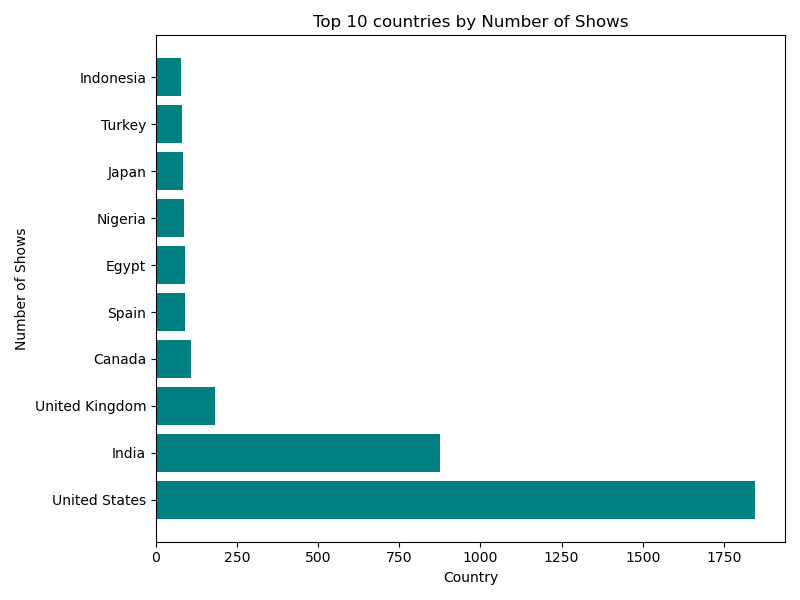 Top 10 countries by Number of Shows
Number of Shows
Indonesia
Turkey
Japan
Nigeria
Egypt
Spain
Canada
United Kingdom
India
United States
0 250 500 750 1000 1250 1500 1750
Country